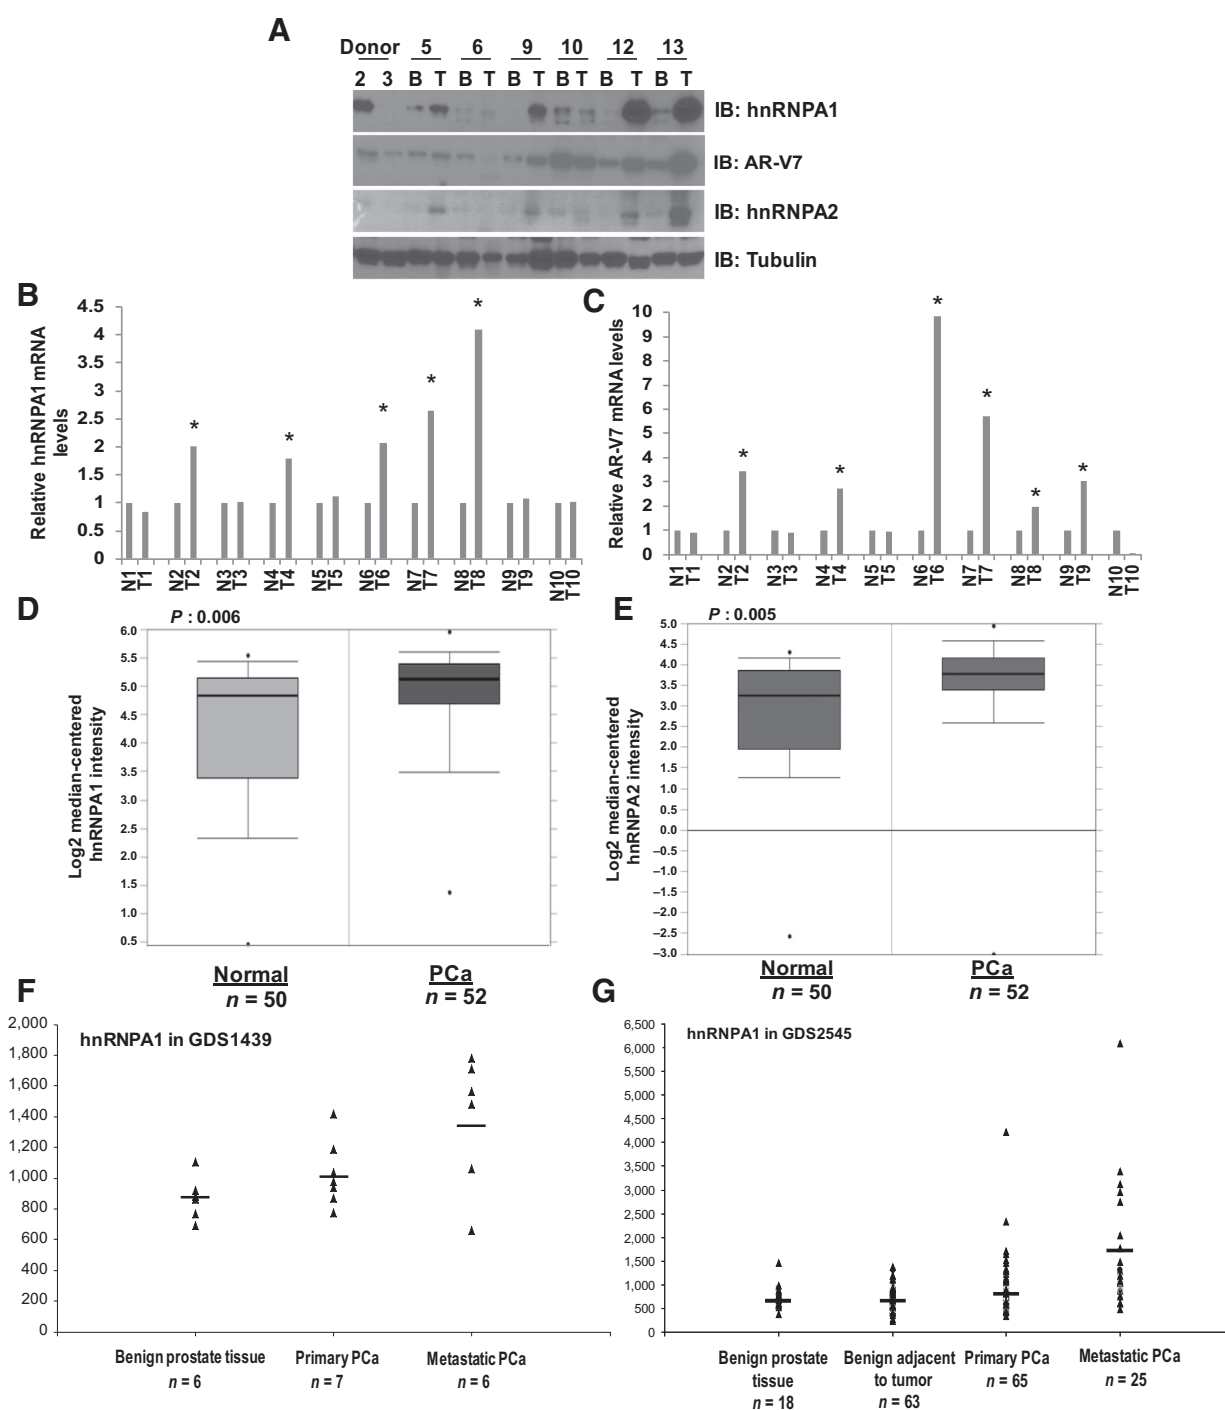 A
Donor 5 6 9 10 12 13
2 3 B T B T B T B T B T B T
IB: hnRNPA1
IB: AR-V7
IB: hnRNPA2
IB: Tubulin
B
Relative hnRNPA1 mRNA
levels
4.5
4
3.5
3
2.5
2
1.5
1
0.5
0
* * * * *
N1 T1 N2 T2 N3 T3 N4 T4 N5 T5 N6 T6 N7 T7 N8 T8 N9 T9 N10 T10
C
Relative AR-V7 mRNA levels
10
9
8
7
6
5
4
3
2
1
0
* * * * * *
N1 T1 N2 T2 N3 T3 N4 T4 N5 T5 N6 T6 N7 T7 N8 T8 N9 T9 N10 T10
D
P : 0.006
Log2 median-centered
hnRNPA1 intensity
6.0
5.5
5.0
4.5
4.0
3.5
3.0
2.5
2.0
1.5
1.0
0.5
Normal PCa
n = 50 n = 52
E
P : 0.005
Log2 median-centered
hnRNPA2 intensity
5.0
4.5
4.0
3.5
3.0
2.5
2.0
1.5
1.0
0.5
0.0
–0.5
–1.0
–1.5
–2.0
–2.5
–3.0
Normal PCa
n = 50 n = 52
F
hnRNPA1 in GDS1439
2,000
1,800
1,600
1,400
1,200
1,000
800
600
400
200
0
Benign prostate tissue Primary PCa Metastatic PCa
n = 6 n = 7 n = 6
G
hnRNPA1 in GDS2545
6,500
6,000
5,500
5,000
4,500
4,000
3,500
3,000
2,500
2,000
1,500
1,000
500
0
Benign prostate Benign adjacent Primary PCa Metastatic PCa
tissue to tumor n = 65 n = 25
n = 18 n = 63